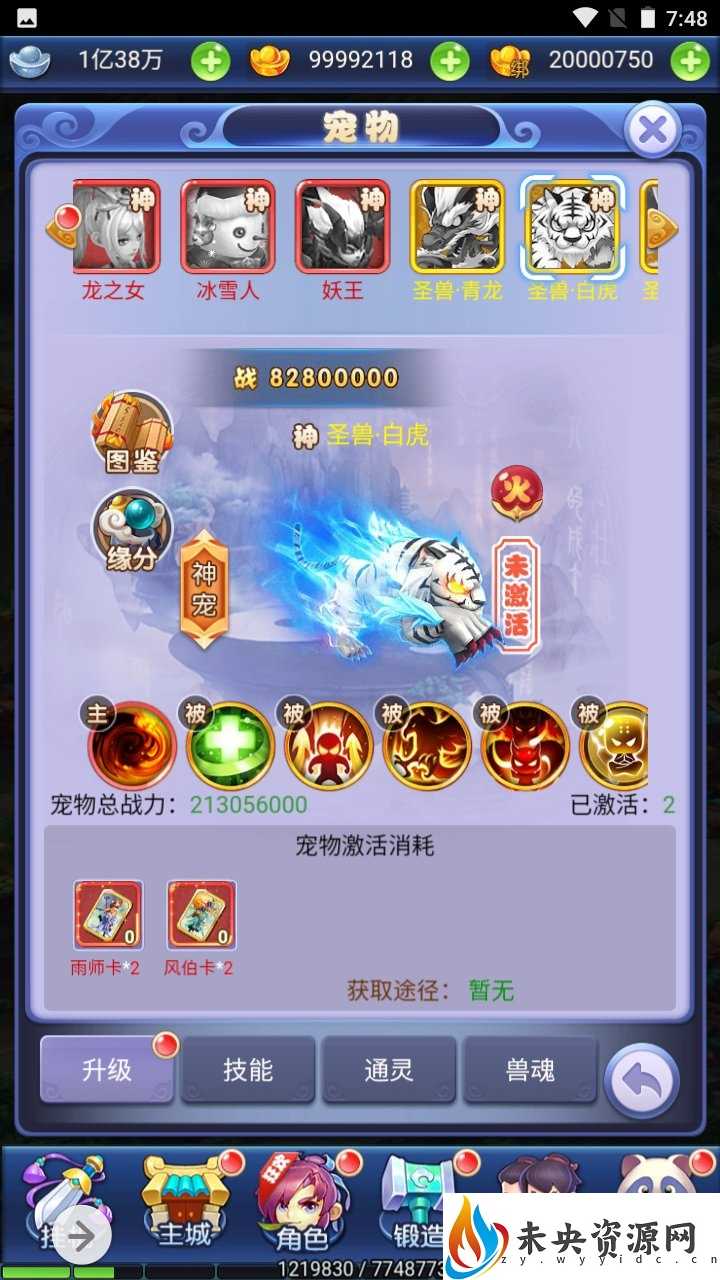 7:48
1亿38万 99992118 绑 20000750
宠物
神 神 神 神 神
龙之女 冰雪人 妖王 圣兽·青龙 圣兽·白虎 圣
战 82800000
图鉴
神 圣兽·白虎
火
缘分
神宠
未激活
主 被 被 被 被 被
宠物总战力: 213056000 已激活: 2
宠物激活消耗
0 0
雨师卡*2 风伯卡*2
获取途径: 暂无
升级 技能 通灵 兽魂
狂欢
主城 角色 锻造
1219830 / 7748773
未央资源网
zy.wyyidc.cn